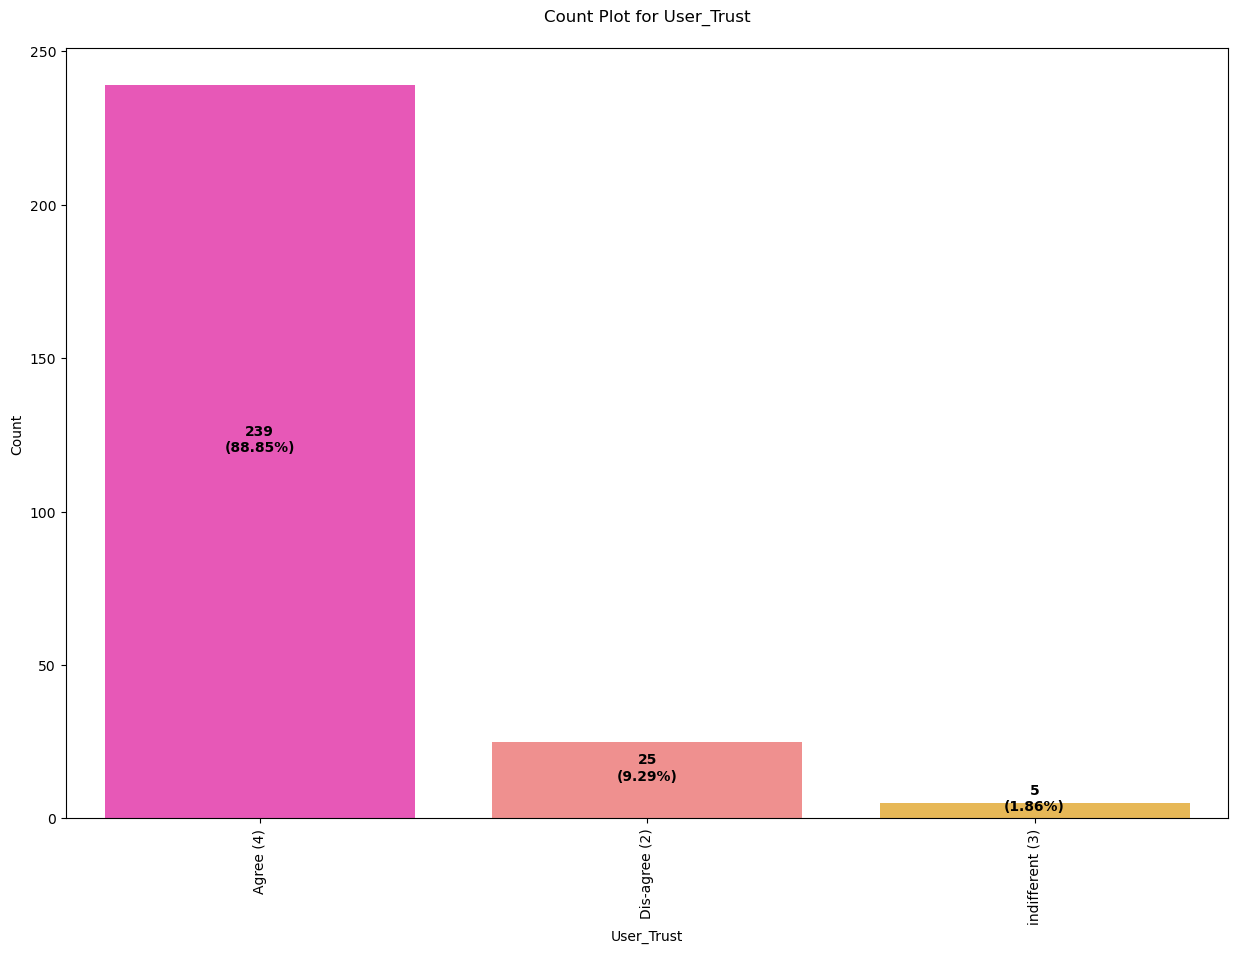 Count Plot for User_Trust
250
200
150
100
50
0
Count
239
(88.85%)
25
(9.29%)
5
(1.86%)
Agree (4)
Dis-agree (2)
indifferent (3)
User_Trust